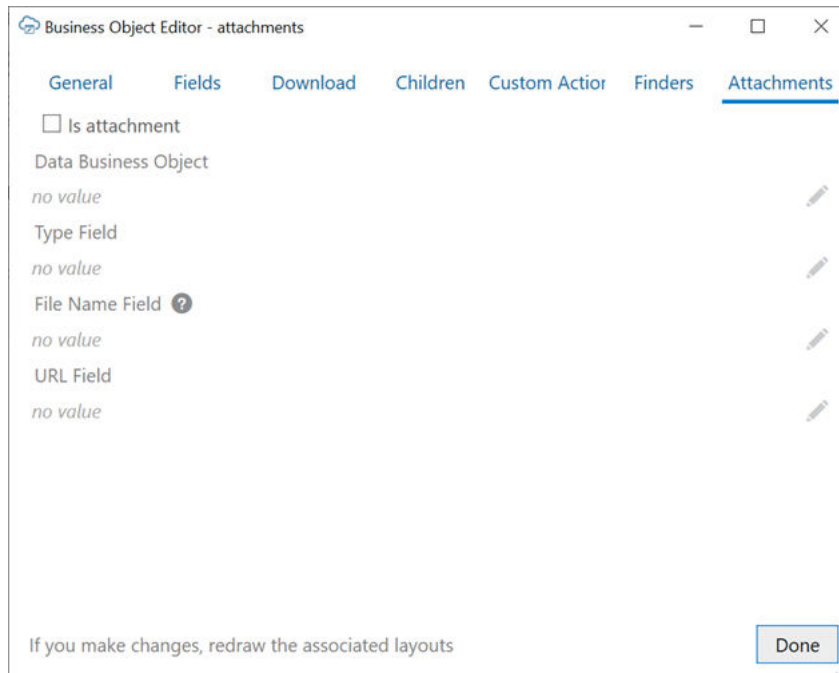 Business Object Editor - attachments
General Fields Download Children Custom Action Finders Attachments
Is attachment
Data Business Object
no value
Type Field
no value
File Name Field ?
no value
URL Field
no value
If you make changes, redraw the associated layouts Done